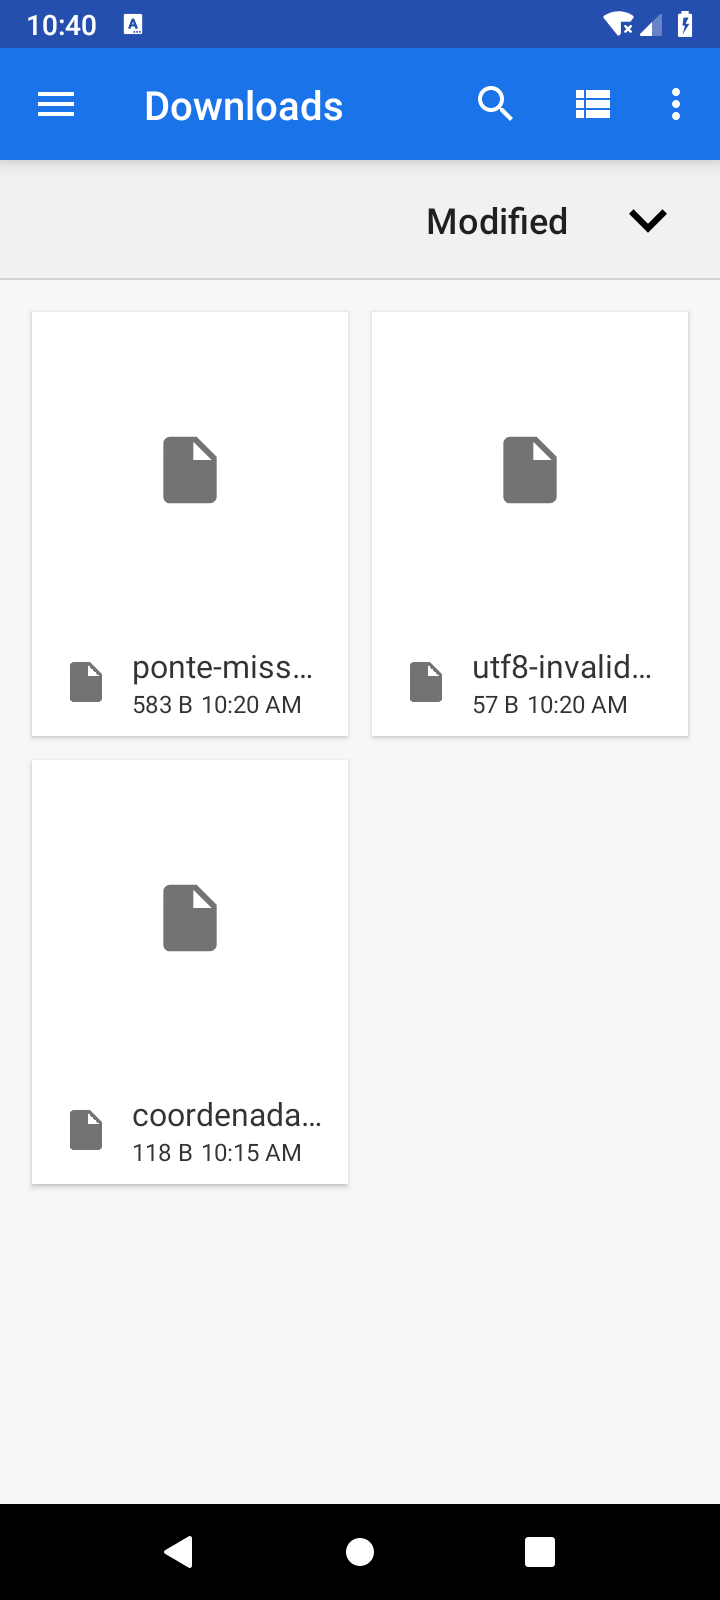 10:40
Downloads
Modified
ponte-miss...
583 B 10:20 AM
utf8-invalid...
57 B 10:20 AM
coordenada...
118 B 10:15 AM